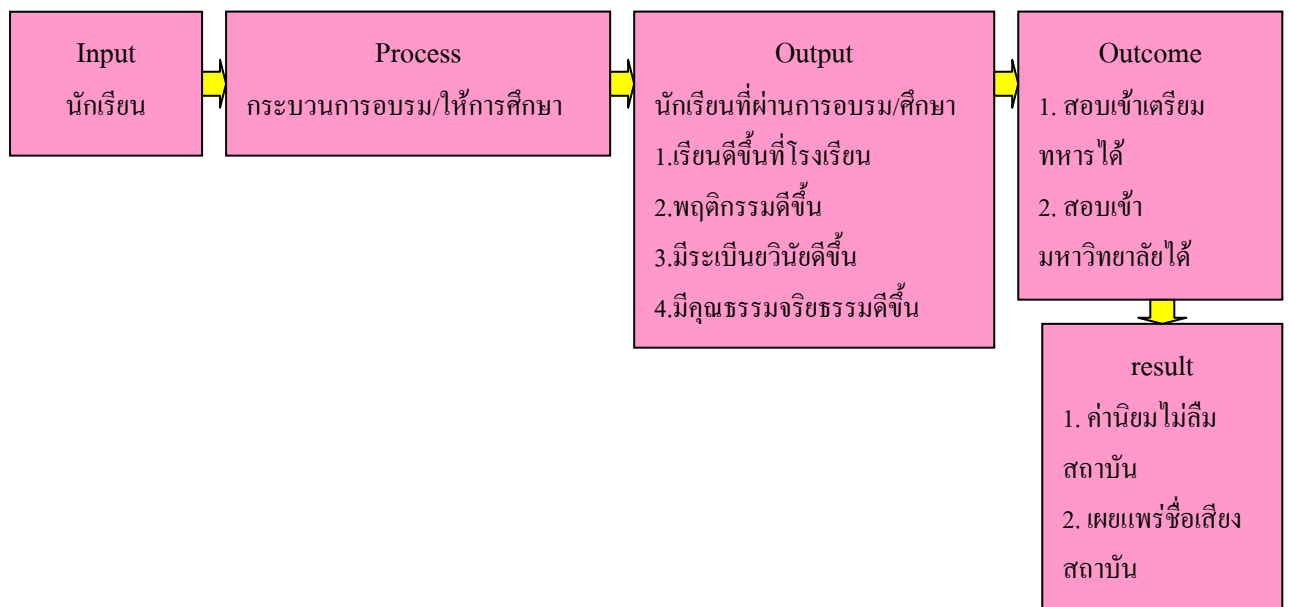 Input
นักเรียน
Process
กระบวนการอบรม/ให้การศึกษา
Output
นักเรียนที่ผ่านการอบรม/ศึกษา
1.เรียนดีขึ้นที่โรงเรียน
2.พฤติกรรมดีขึ้น
3.มีระเบีนยวินัยดีขึ้น
4.มีคุณธรรมจริยธรรมดีขึ้น
Outcome
1. สอบเข้าเตรียม
ทหารได้
2. สอบเข้า
มหาวิทยาลัยได้
result
1. ค่านิยมไม่ลืม
สถาบัน
2. เผยแพร่ชื่อเสียง
สถาบัน